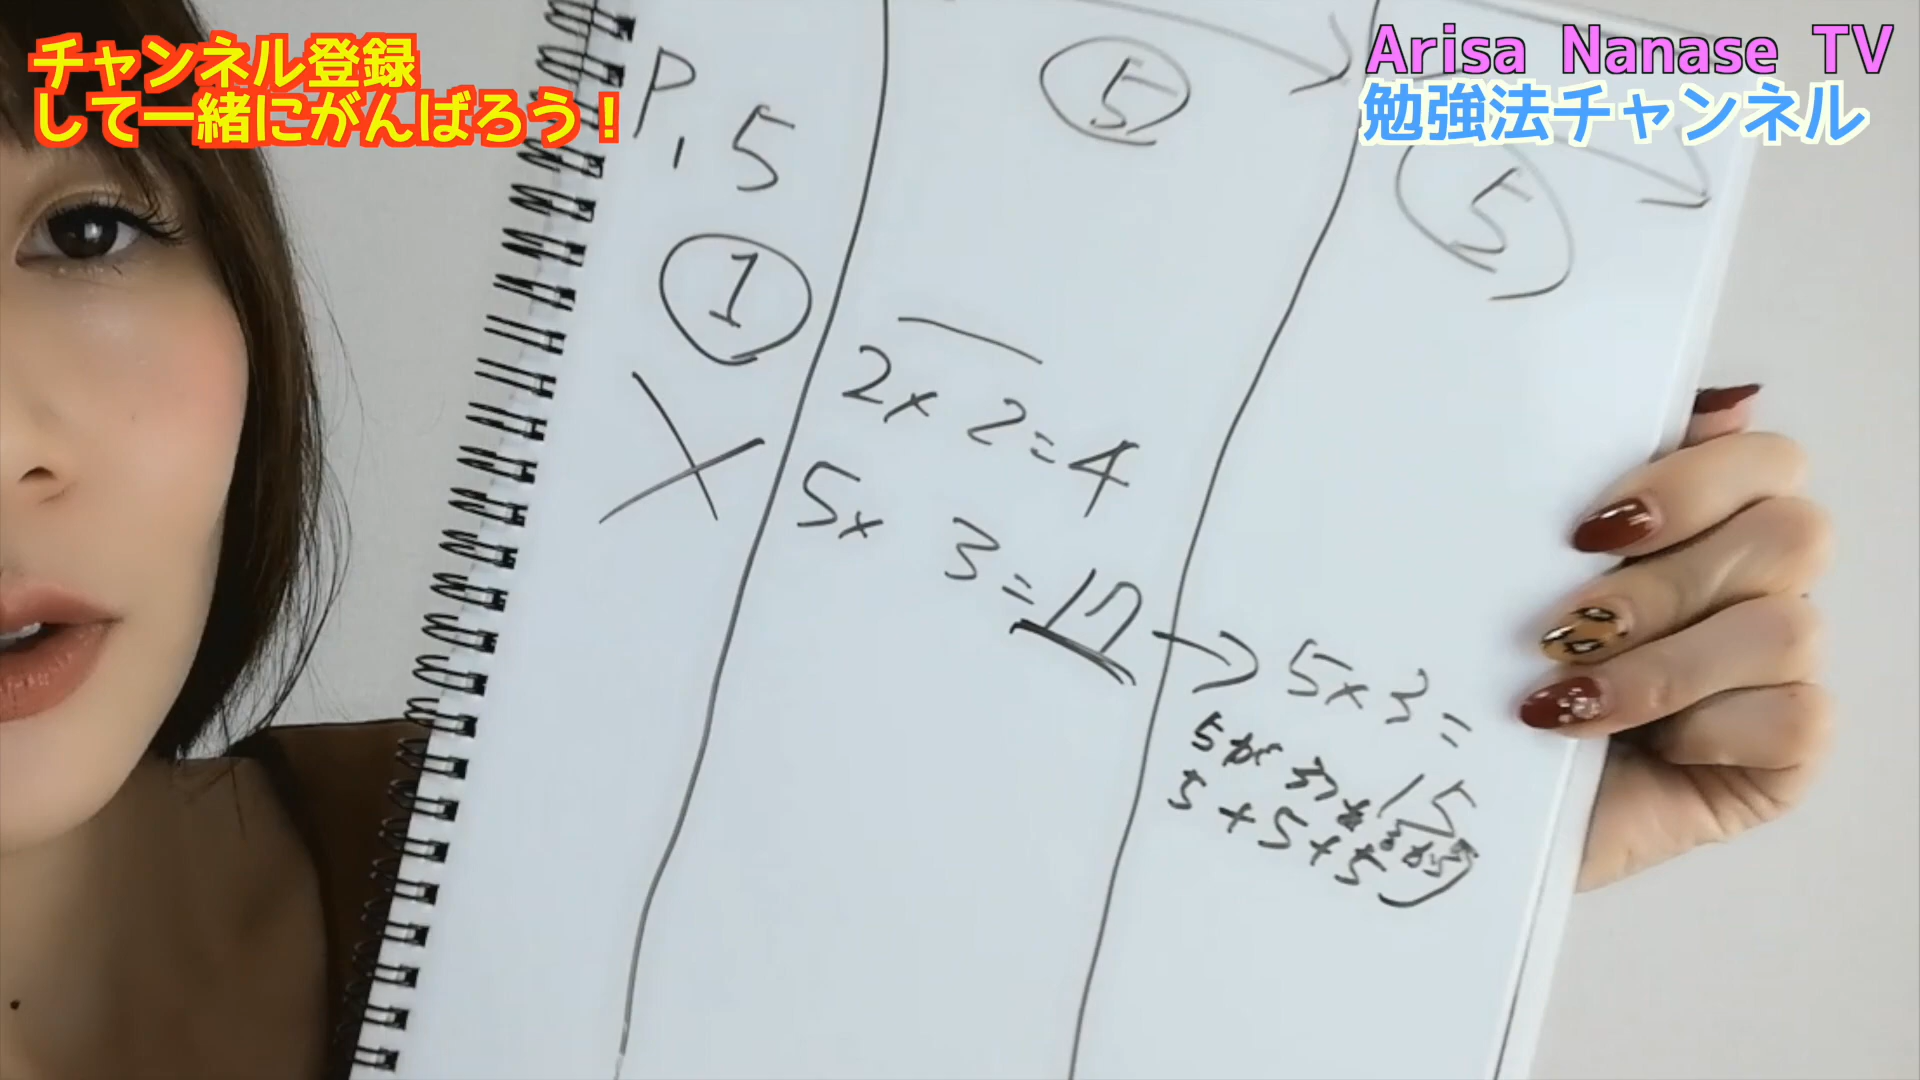 チャンネル登録
して一緒にがんばろう!
Arisa Nanase TV
勉強法チャンネル
P, 5
①
×
5
2×2=4
5×3=17
5
→ 5×3=
15
5が3つ
5+5+5